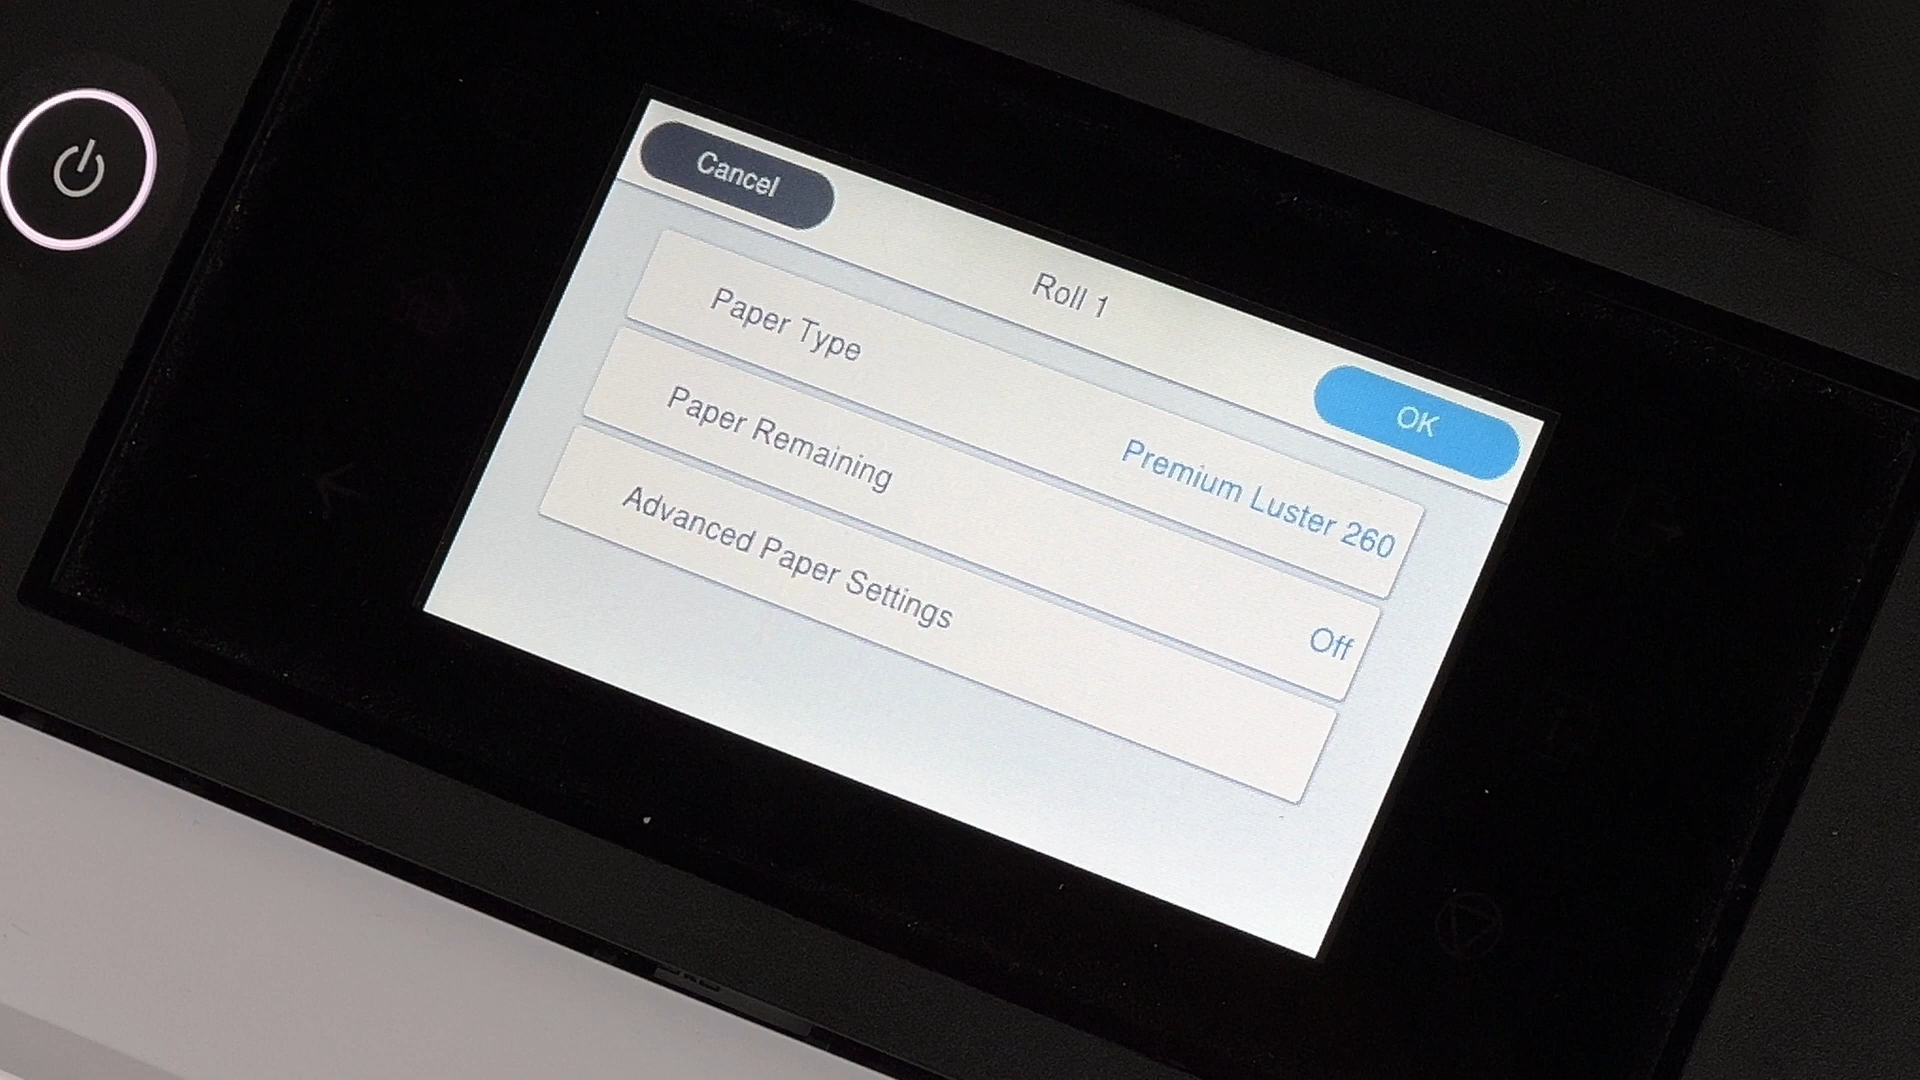 Cancel
Roll 1
OK
Paper Type
Premium Luster 260
Paper Remaining
Off
Advanced Paper Settings